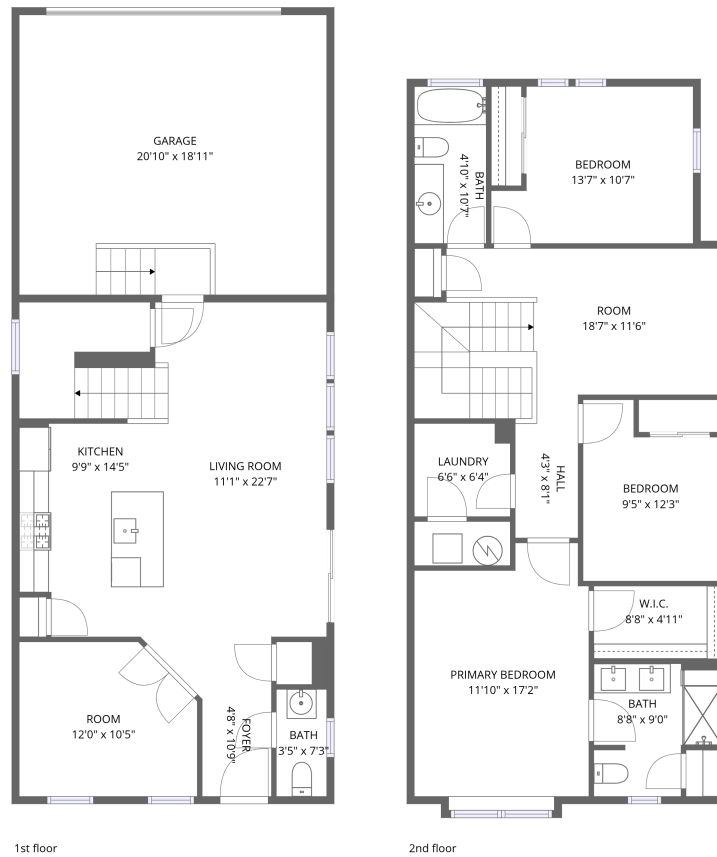 GARAGE
20'10" x 18'11"
KITCHEN
9'9" x 14'5"
LIVING ROOM
11'1" x 22'7"
ROOM
12'0" x 10'5"
FOYER
4'8" x 10'9"
BATH
3'5" x 7'3"
1st floor
BATH
4'10" x 10'7"
BEDROOM
13'7" x 10'7"
ROOM
18'7" x 11'6"
LAUNDRY
6'6" x 6'4"
HALL
4'3" x 8'1"
BEDROOM
9'5" x 12'3"
W.I.C.
8'8" x 4'11"
PRIMARY BEDROOM
11'10" x 17'2"
BATH
8'8" x 9'0"
2nd floor